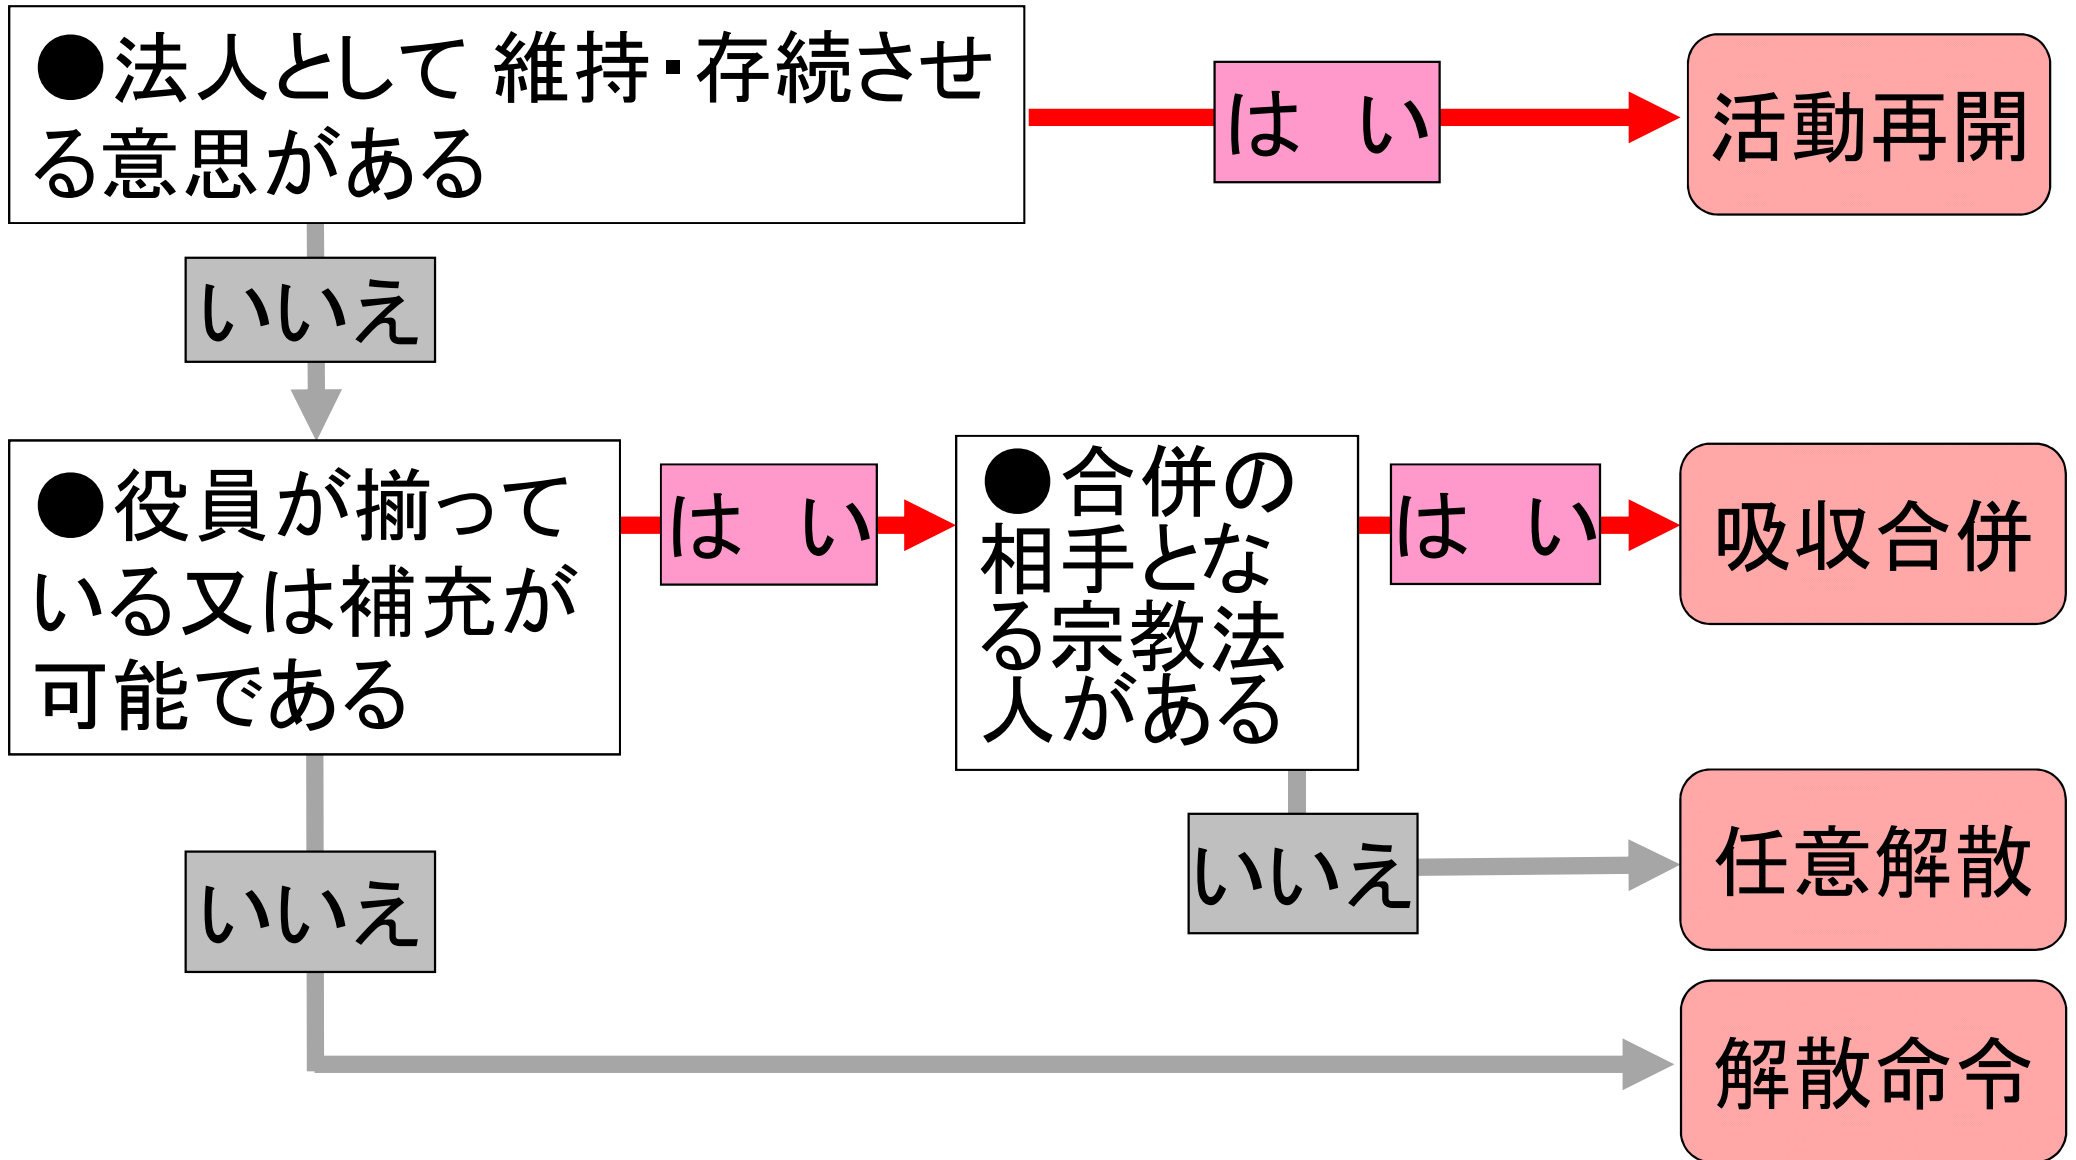 ●法人として 維持・存続させ
る意思がある
は い
活動再開
いいえ
●役員が揃って
いる又は補充が
可能である
は い
●合併の
相手とな
る宗教法
人がある
は い
吸収合併
いいえ
任意解散
いいえ
解散命令